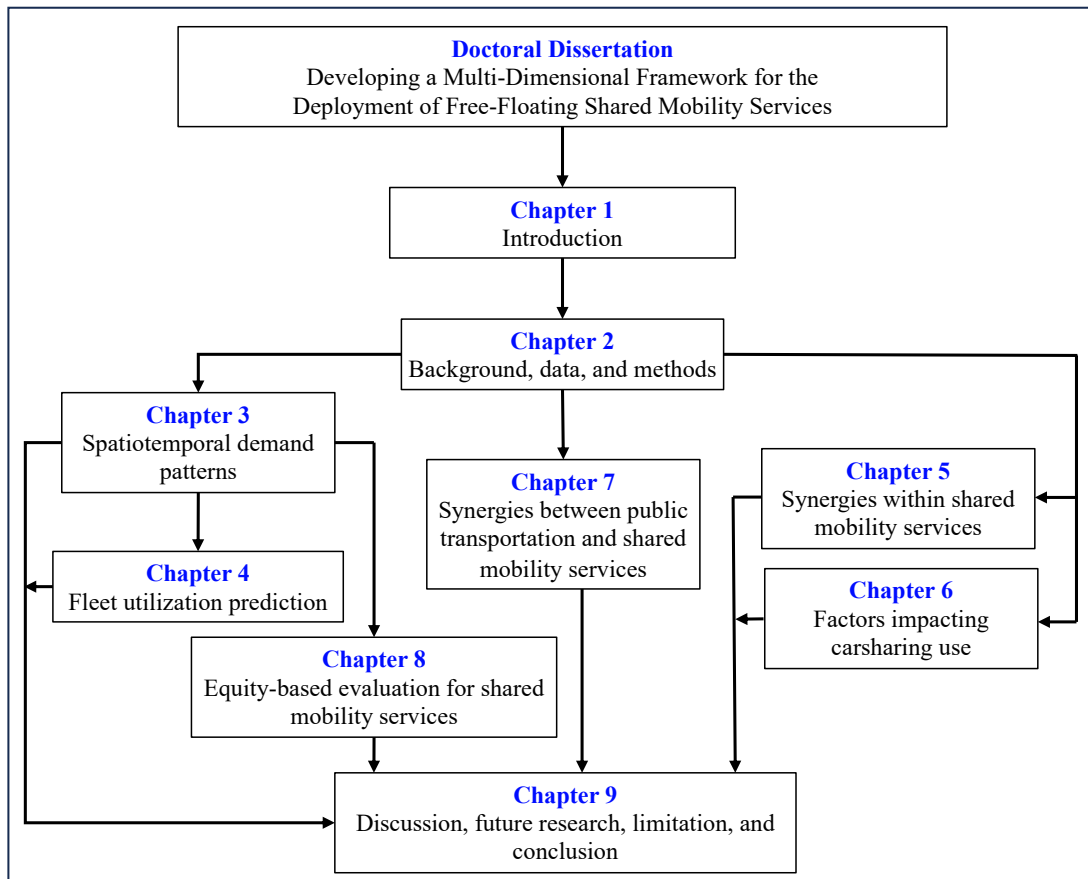 Doctoral Dissertation
Developing a Multi-Dimensional Framework for the
Deployment of Free-Floating Shared Mobility Services
Chapter 1
Introduction
Chapter 2
Background, data, and methods
Chapter 3
Spatiotemporal demand
patterns
Chapter 4
Fleet utilization prediction
Chapter 7
Synergies between public
transportation and shared
mobility services
Chapter 5
Synergies within shared
mobility services
Chapter 6
Factors impacting
carsharing use
Chapter 8
Equity-based evaluation for shared
mobility services
Chapter 9
Discussion, future research, limitation, and
conclusion